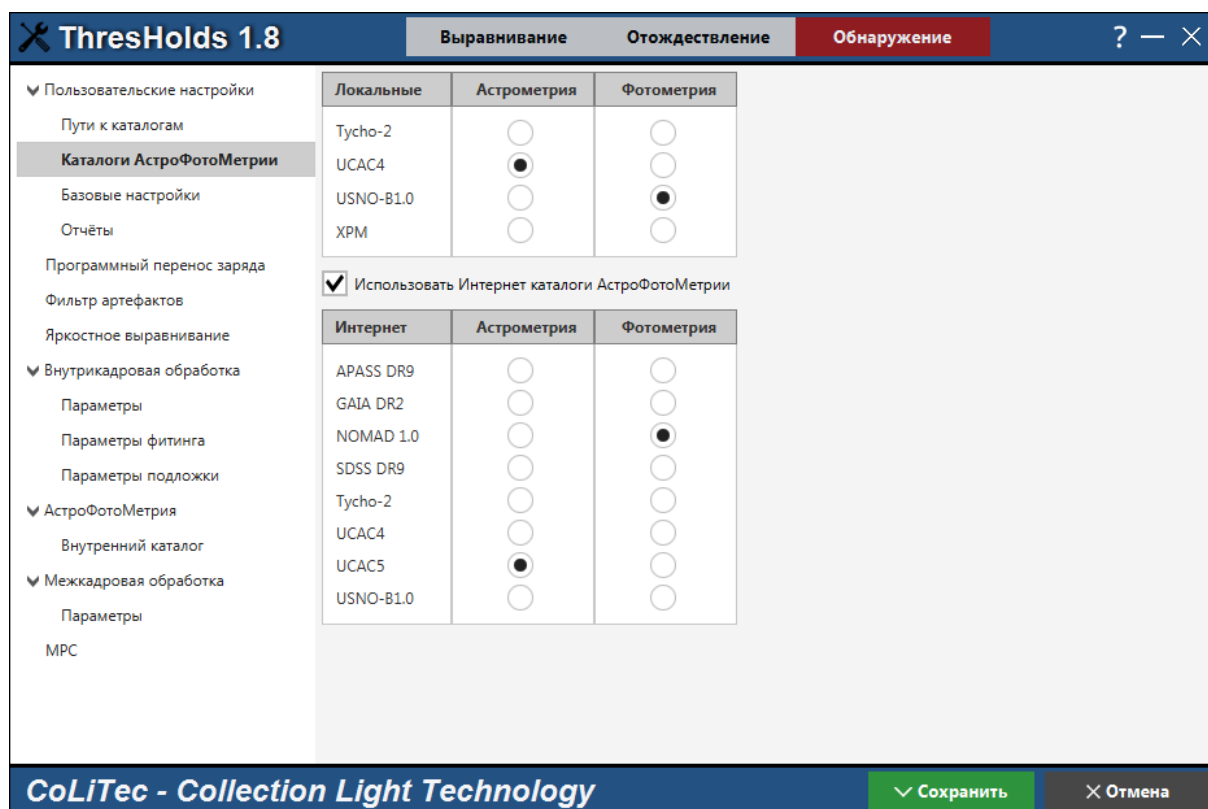 ThresHolds 1.8
Выравнивание Отождествление Обнаружение ?
Пользовательские настройки
Пути к каталогам
Каталоги АстроФотоМетрии
Базовые настройки
Отчёты
Программный перенос заряда
Фильтр артефактов
Яркостное выравнивание
Внутрикадровая обработка
Параметры
Параметры фитинга
Параметры подложки
АстроФотоМетрия
Внутренний каталог
Межкадровая обработка
Параметры
MPC
Локальные Астрометрия Фотометрия
Tycho-2
UCAC4
USNO-B1.0
XPM
Использовать Интернет каталоги АстроФотоМетрии
Интернет Астрометрия Фотометрия
APASS DR9
GAIA DR2
NOMAD 1.0
SDSS DR9
Tycho-2
UCAC4
UCAC5
USNO-B1.0
CoLiTec - Collection Light Technology
Сохранить Отмена